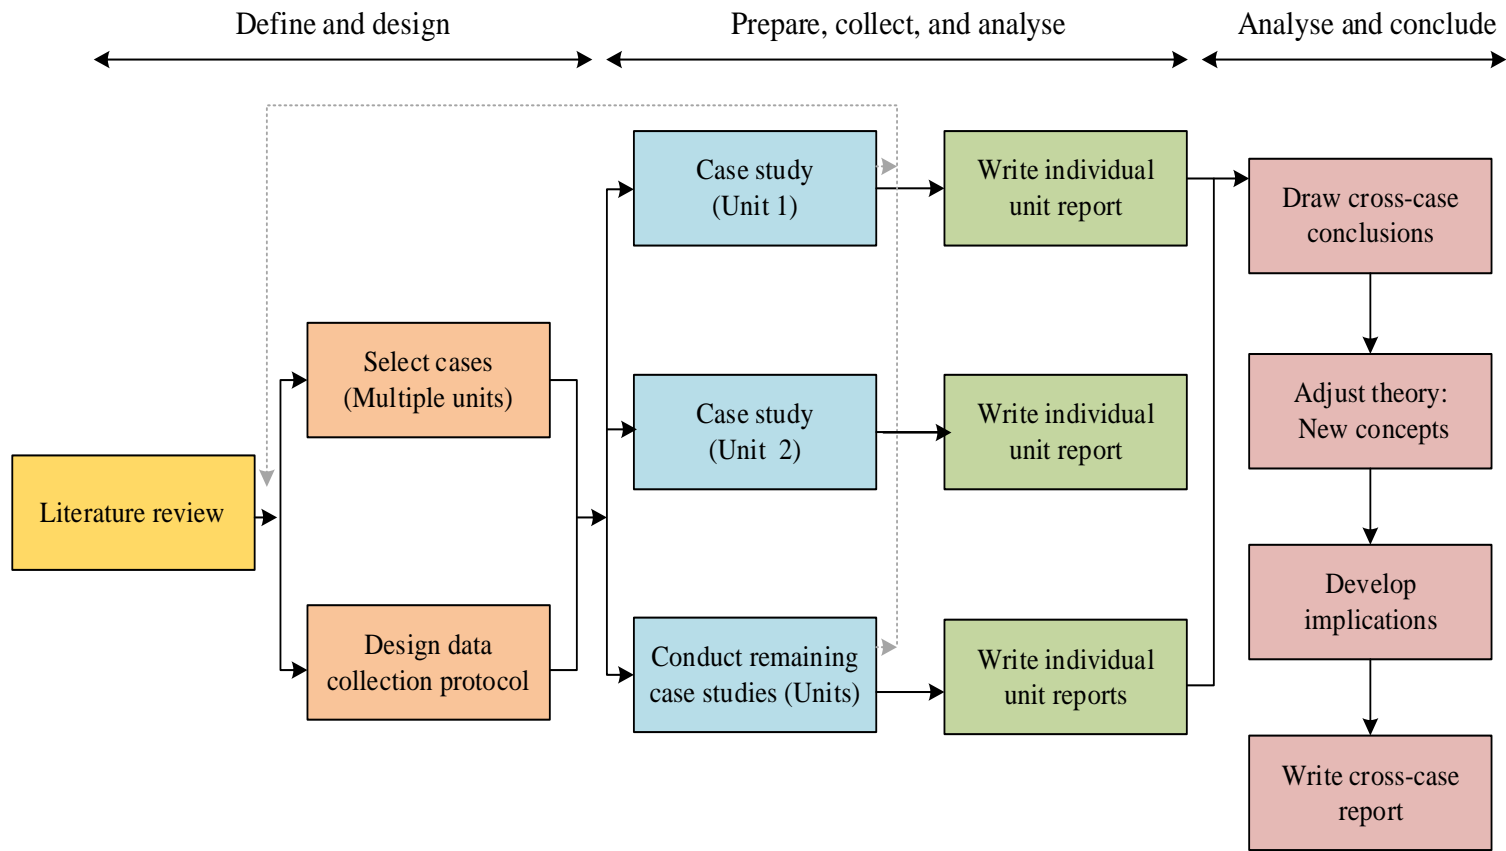 Define and design
Prepare, collect, and analyse
Analyse and conclude
Case study
(Unit 1)
Write individual
unit report
Draw cross-case
conclusions
Select cases
(Multiple units)
Case study
(Unit  2)
Write individual
unit report
Adjust theory:
New concepts
Literature review
Design data
collection protocol
Conduct remaining
case studies (Units)
Write individual
unit reports
Develop
implications
Write cross-case
report